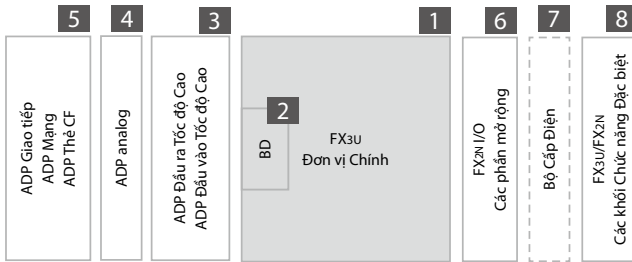 5
ADP Giao tiếp
ADP Mạng
ADP Thẻ CF
4
ADP analog
3
ADP Đầu ra Tốc độ Cao
ADP Đầu vào Tốc độ Cao
1
2
BD
FX3U
Đơn vị Chính
6
FX2N I/O
Các phần mở rộng
7
Bộ Cấp Điện
8
FX3U/FX2N
Các khối Chức năng Đặc biệt